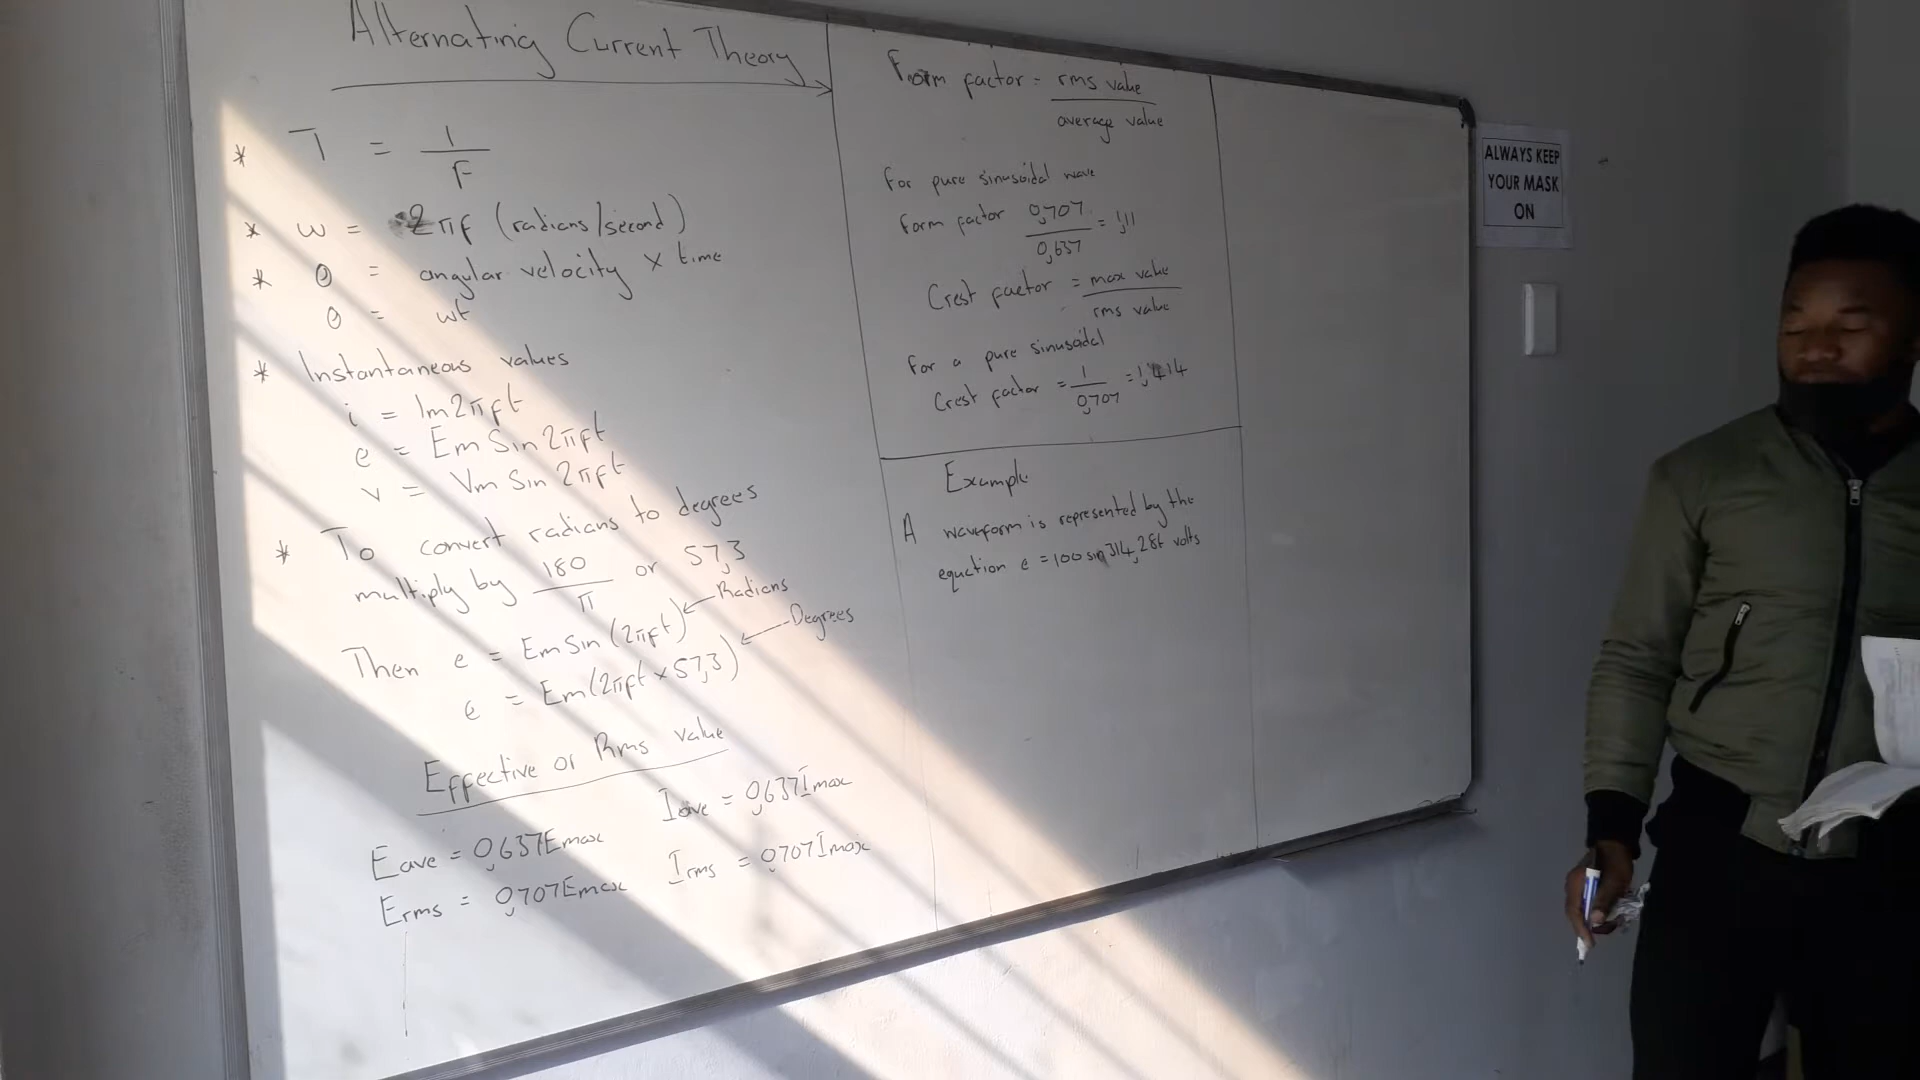 Alternating Current Theory
* T = 1/F
* w = 2πf (radians/second)
* θ = angular velocity x time
θ = wt
* Instantaneous values
i = Im2πft
e = Em Sin 2πft
v = Vm Sin 2πft
* To convert radians to degrees
multiply by 180/π or 57,3
Then e = Em Sin (2πft) ← Radians
e = Em(2πft x 57,3) ← Degrees
Effective or Rms value
Eave = 0,637Emax Iave = 0,637Imax
Erms = 0,707Emax Irms = 0,707Imax
Form factor = rms value / average value
For pure sinusoidal wave
form factor 0,707 / 0,637 = 1,11
Crest factor = max value / rms value
For a pure sinusoidal
Crest factor = 1 / 0,707 = 1,414
Example
A waveform is represented by the
equation e = 100 sin 314,28t volts
ALWAYS KEEP
YOUR MASK
ON